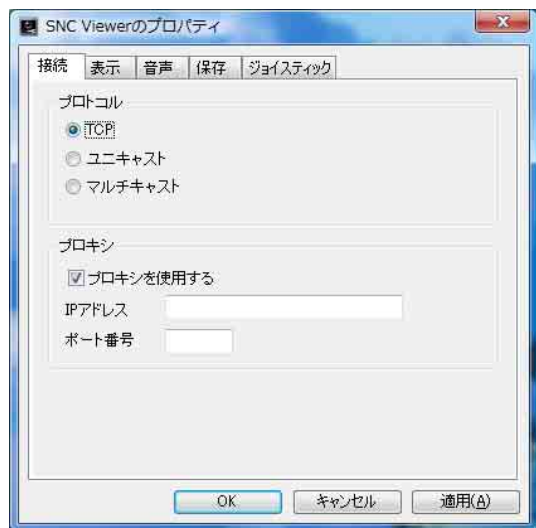 SNC Viewerのプロパティ
接続 表示 音声 保存 ジョイスティック
プロトコル
TCP
ユニキャスト
マルチキャスト
プロキシ
プロキシを使用する
IPアドレス
ポート番号
OK キャンセル 適用(A)